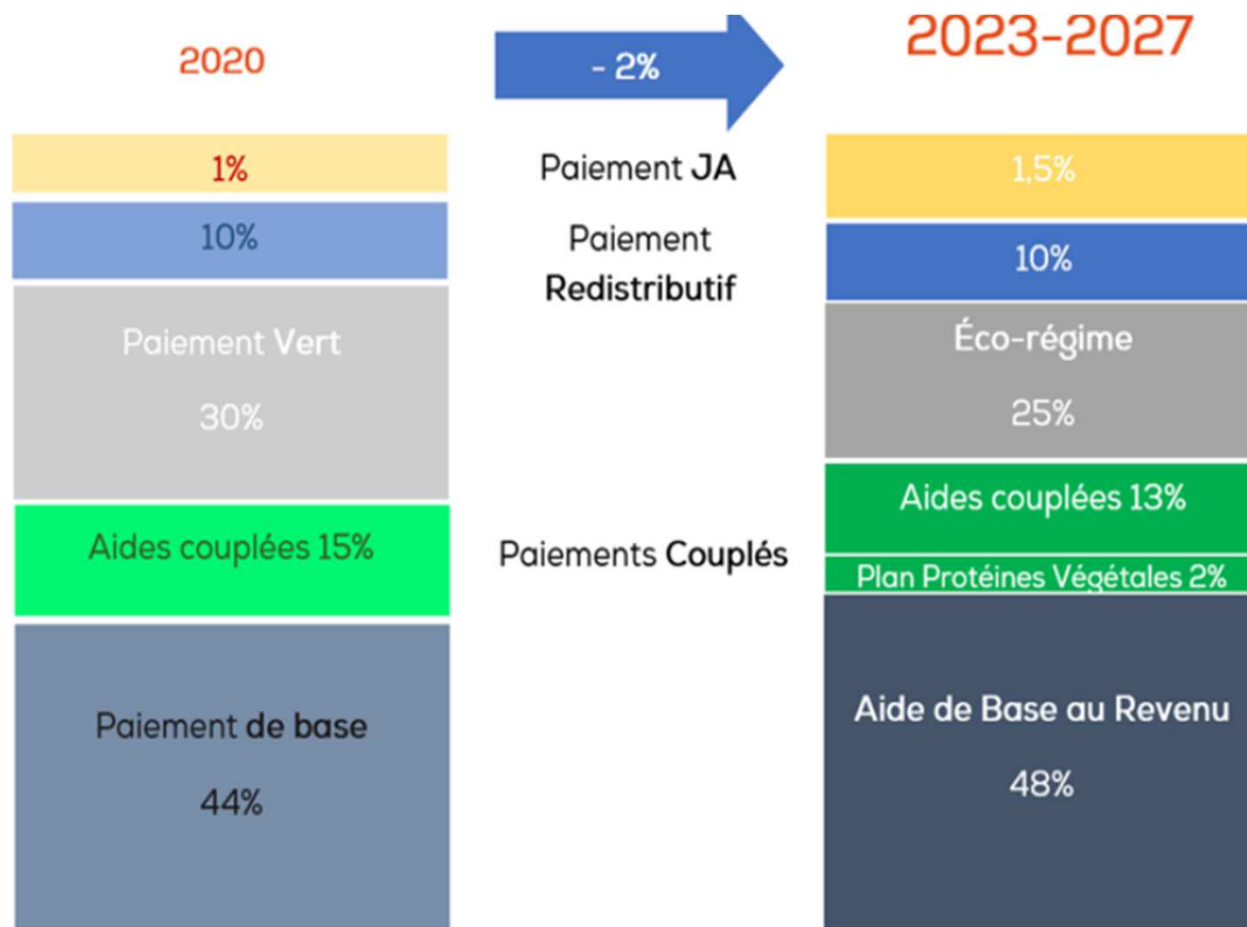 2020
- 2%
2023-2027
1%
Paiement JA
1,5%
10%
Paiement
Redistributif
10%
Paiement Vert
30%
Éco-régime
25%
Aides couplées 15%
Paiements Couplés
Aides couplées 13%
Plan Protéines Végétales 2%
Paiement de base
44%
Aide de Base au Revenu
48%